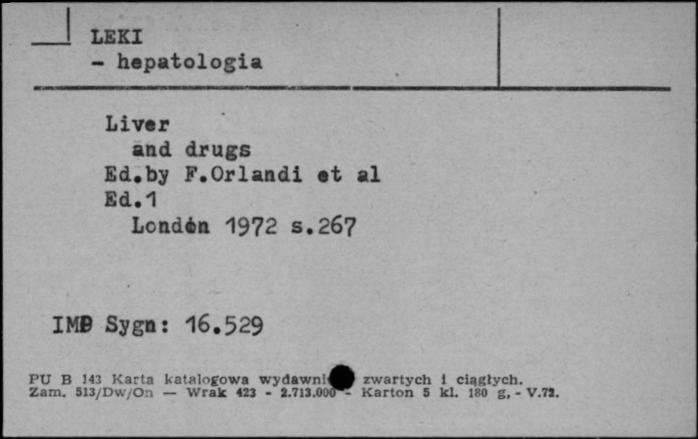 LEKI
- hepatologia
Liver
and drugs
Ed.by F.Orlandi et al
Ed.1
London 1972 s.267
Sygn: 16.529
PU B 143 Karta katalogowa zwartych i ciągłych.
Zam. 513/Dw/On — Wrak 423 - 2.713.000 - Karton 5 kl. 180 g, - V.72.